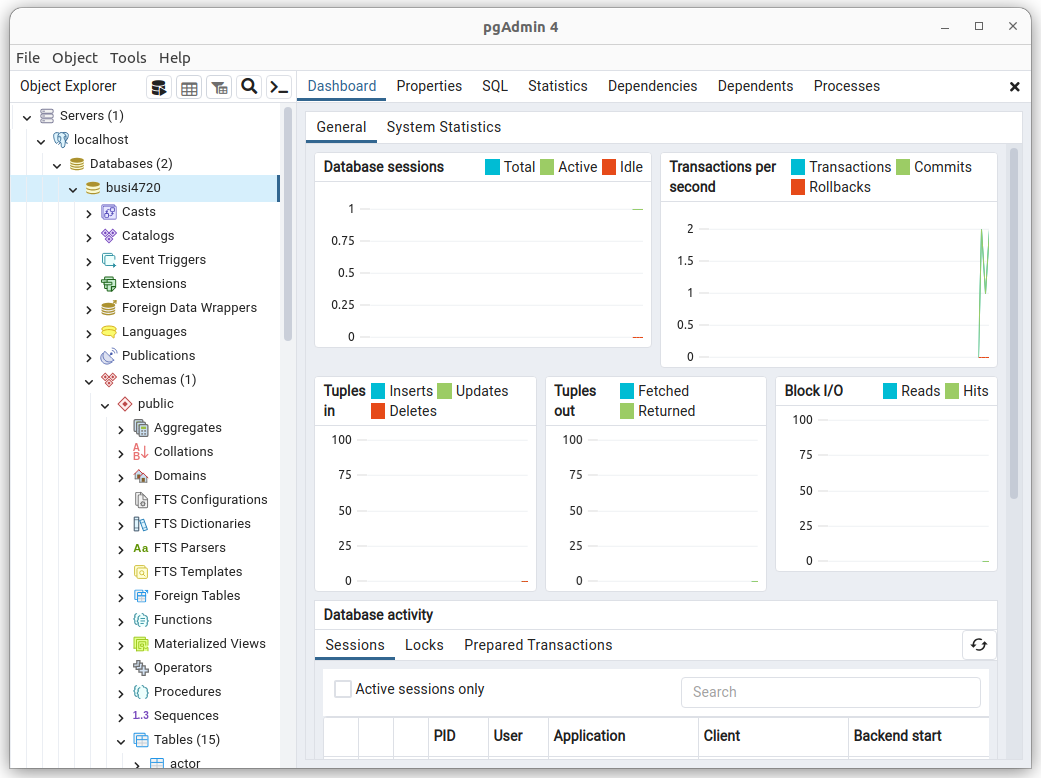 pgAdmin 4
File Object Tools Help
Object Explorer
Dashboard Properties SQL Statistics Dependencies Dependents Processes
Servers (1)
localhost
Databases (2)
busi4720
Casts
Catalogs
Event Triggers
Extensions
Foreign Data Wrappers
Languages
Publications
Schemas (1)
public
Aggregates
Collations
Domains
FTS Configurations
FTS Dictionaries
Aa FTS Parsers
FTS Templates
Foreign Tables
Functions
Materialized Views
Operators
Procedures
1..3 Sequences
Tables (15)
actor
General System Statistics
Database sessions Total Active Idle
1
0.75
0.5
0.25
0
Transactions per second Transactions Commits
Rollbacks
2
1.5
1
0.5
0
Tuples in Inserts Updates
Deletes
100
75
50
25
0
Tuples out Fetched
Returned
100
75
50
25
0
Block I/O Reads Hits
100
75
50
25
0
Database activity
Sessions Locks Prepared Transactions
Active sessions only Search
PID User Application Client Backend start